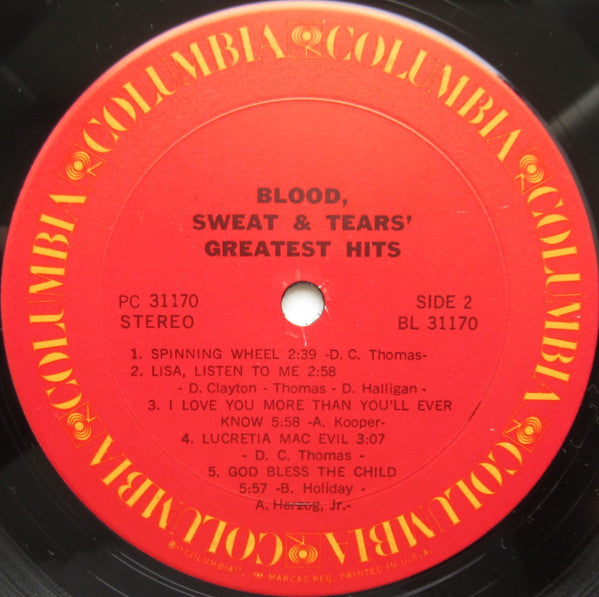 COLUMBIA COLUMBIA COLUMBIA COLUMBIA COLUMBIA COLUMBIA
BLOOD,
SWEAT & TEARS'
GREATEST HITS
PC 31170
STEREO
SIDE 2
BL 31170
1. SPINNING WHEEL 2:39 -D. C. Thomas-
2. LISA, LISTEN TO ME 2:58
- D. Clayton - Thomas - D. Halligan -
3. I LOVE YOU MORE THAN YOU'LL EVER
KNOW 5:58 -A. Kooper-
4. LUCRETIA MAC EVIL 3:07
- D. C. Thomas -
5. GOD BLESS THE CHILD
5:57 -B. Holiday -
A. Herzog, Jr.-
® "COLUMBIA", MARCAS REG. PRINTED IN U.S.A.